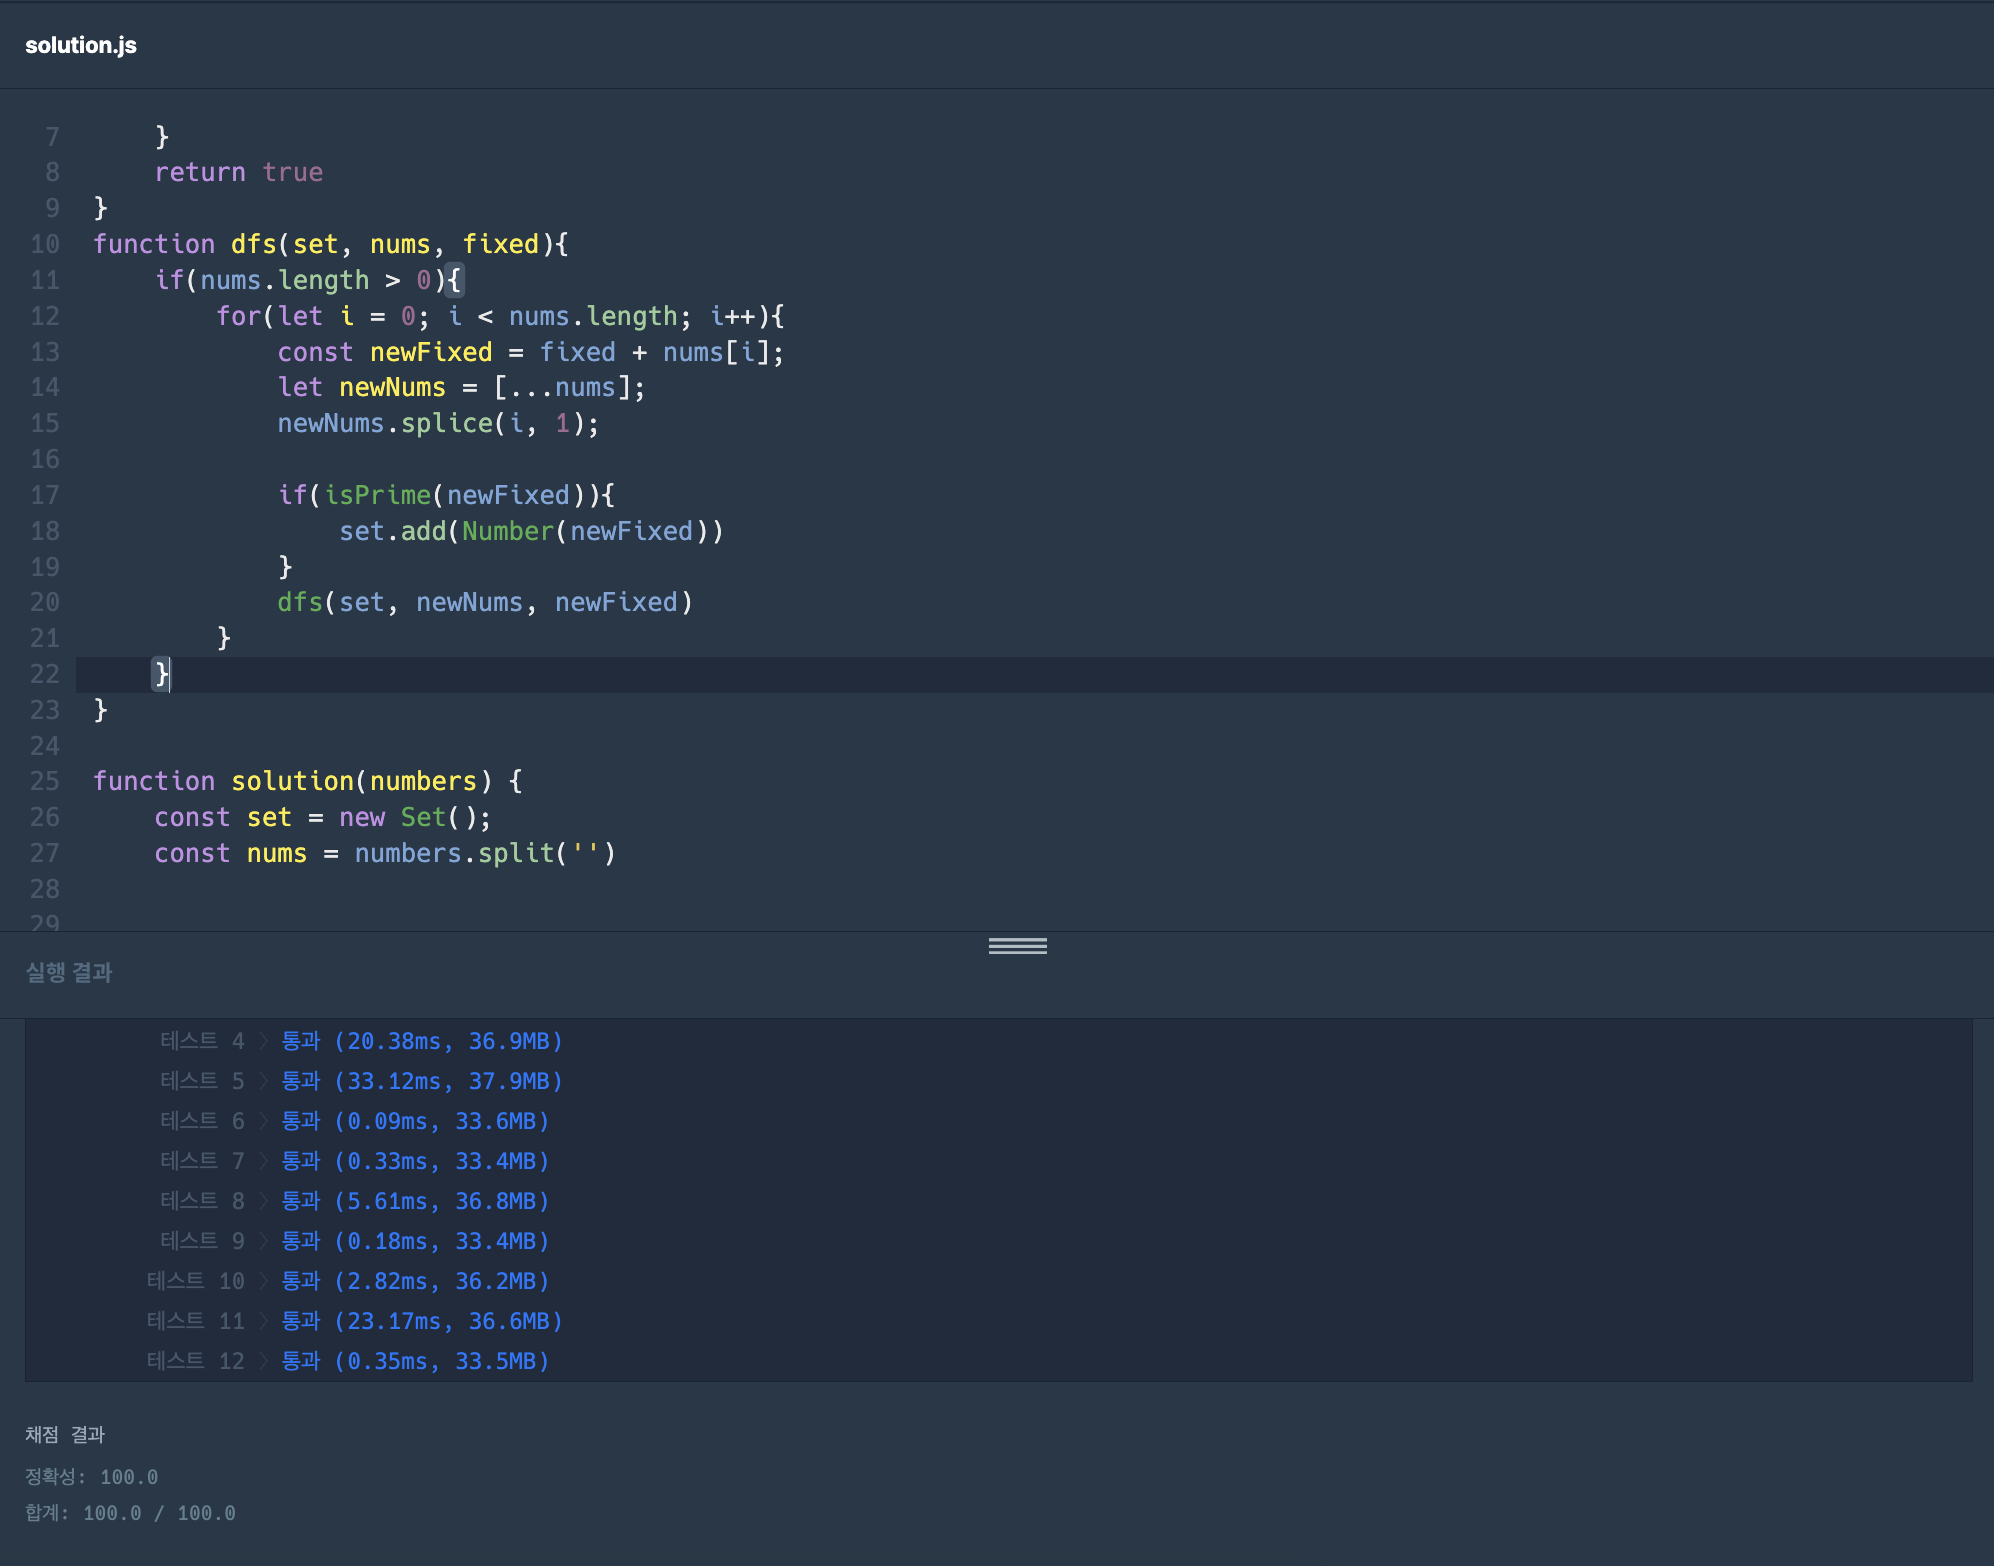 solution.js
7 }
8 return true
9 }
10 function dfs(set, nums, fixed){
11 if(nums.length > 0){
12 for(let i = 0; i < nums.length; i++){
13 const newFixed = fixed + nums[i];
14 let newNums = [...nums];
15 newNums.splice(i, 1);
16
17 if(isPrime(newFixed)){
18 set.add(Number(newFixed))
19 }
20 dfs(set, newNums, newFixed)
21 }
22 }
23 }
24
25 function solution(numbers) {
26 const set = new Set();
27 const nums = numbers.split('')
28
29
실행 결과
테스트 4 〉 통과 (20.38ms, 36.9MB)
테스트 5 〉 통과 (33.12ms, 37.9MB)
테스트 6 〉 통과 (0.09ms, 33.6MB)
테스트 7 〉 통과 (0.33ms, 33.4MB)
테스트 8 〉 통과 (5.61ms, 36.8MB)
테스트 9 〉 통과 (0.18ms, 33.4MB)
테스트 10 〉 통과 (2.82ms, 36.2MB)
테스트 11 〉 통과 (23.17ms, 36.6MB)
테스트 12 〉 통과 (0.35ms, 33.5MB)
채점 결과
정확성: 100.0
합계: 100.0 / 100.0